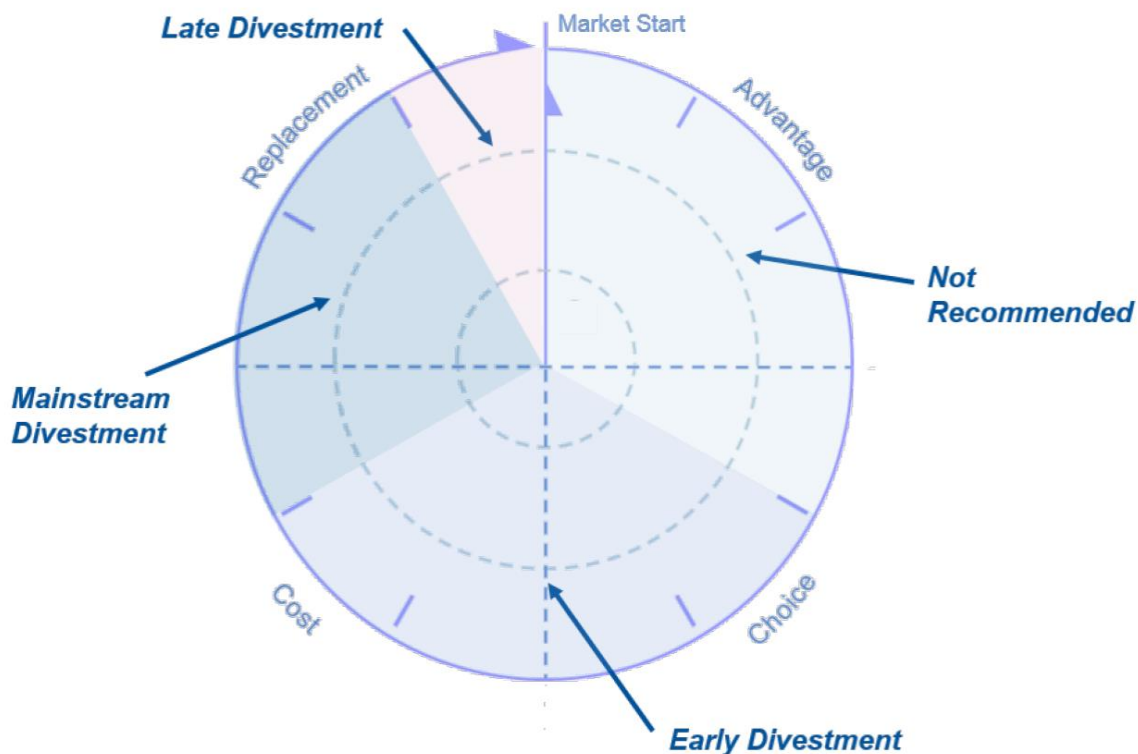 Late Divestment
Market Start
Replacement
Advantage
Not
Recommended
Mainstream
Divestment
Cost
Choice
Early Divestment